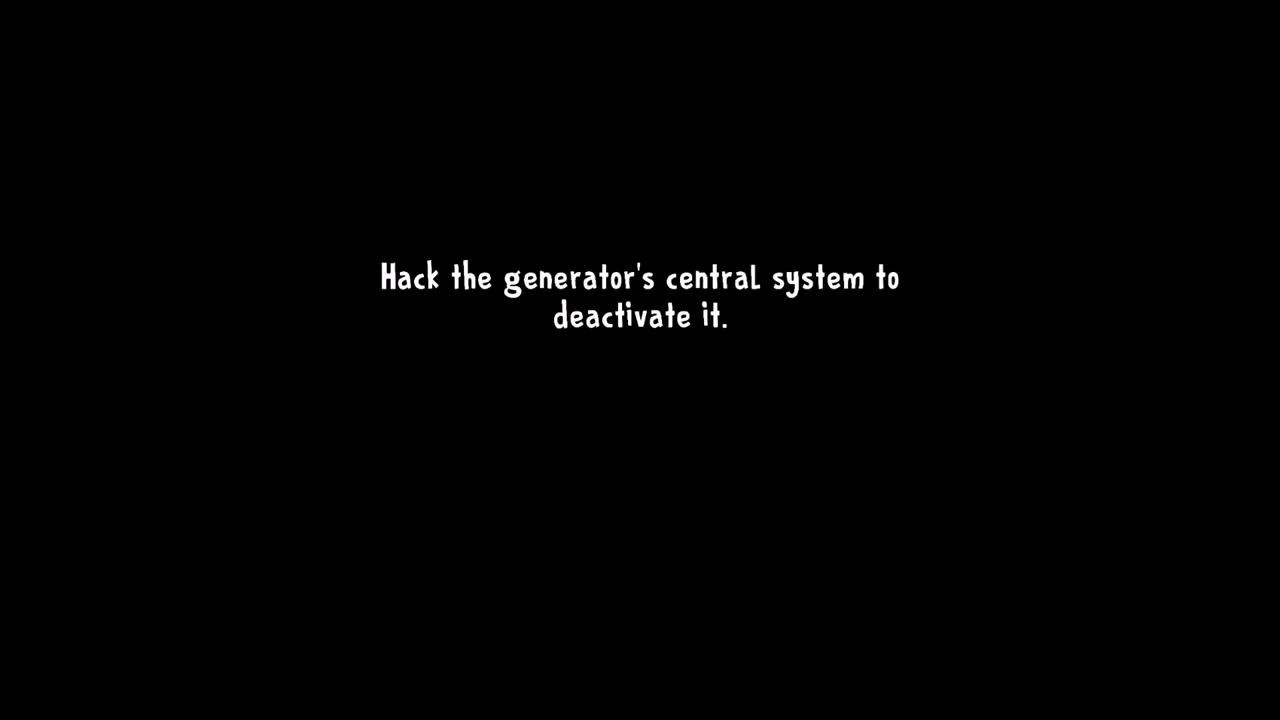 Hack the generator's central system to
deactivate it.